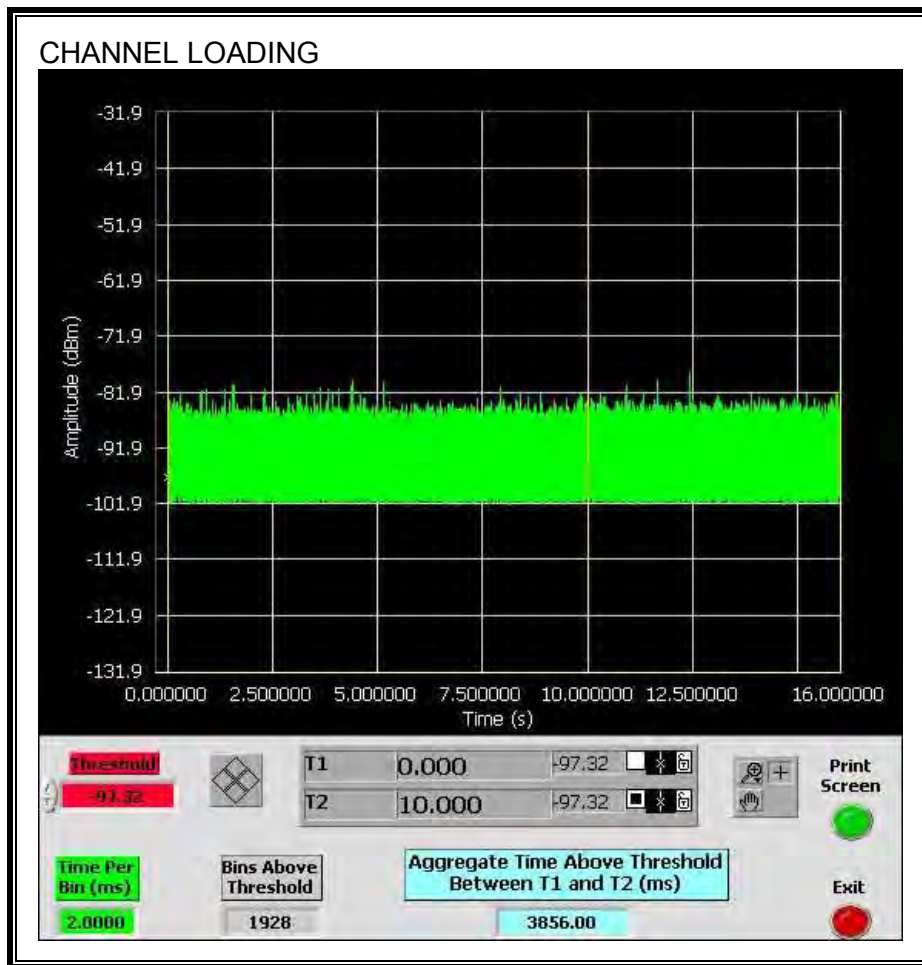 CHANNEL LOADING
-31.9
-41.9
-51.9
-61.9
-71.9
-81.9
-91.9
-101.9
-111.9
-121.9
-131.9
Amplitude (dBm)
0.000000 2.500000 5.000000 7.500000 10.000000 12.500000 16.000000
Time (s)
Threshold
-97.32
T1 0.000 -97.32
T2 10.000 -97.32
Print
Screen
Time Per
Bin (ms)
2.0000
Bins Above
Threshold
1928
Aggregate Time Above Threshold
Between T1 and T2 (ms)
3856.00
Exit